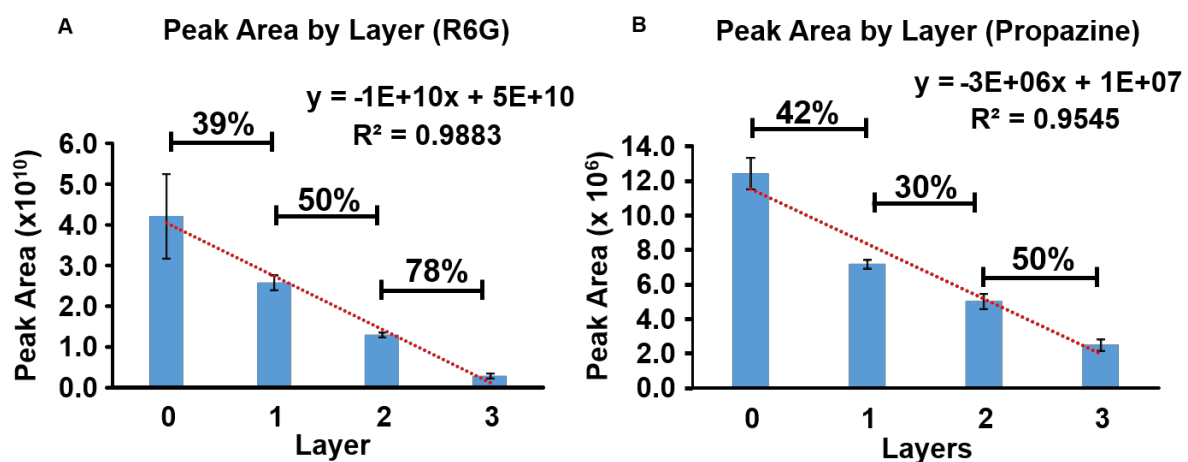 A
Peak Area by Layer (R6G)
y = -1E+10x + 5E+10
R² = 0.9883
39%
50%
78%
Peak Area (x10¹⁰)
6.0
5.0
4.0
3.0
2.0
1.0
0.0
0 1 2 3
Layer
B
Peak Area by Layer (Propazine)
y = -3E+06x + 1E+07
R² = 0.9545
42%
30%
50%
Peak Area (x 10⁶)
14.0
12.0
10.0
8.0
6.0
4.0
2.0
0.0
0 1 2 3
Layers